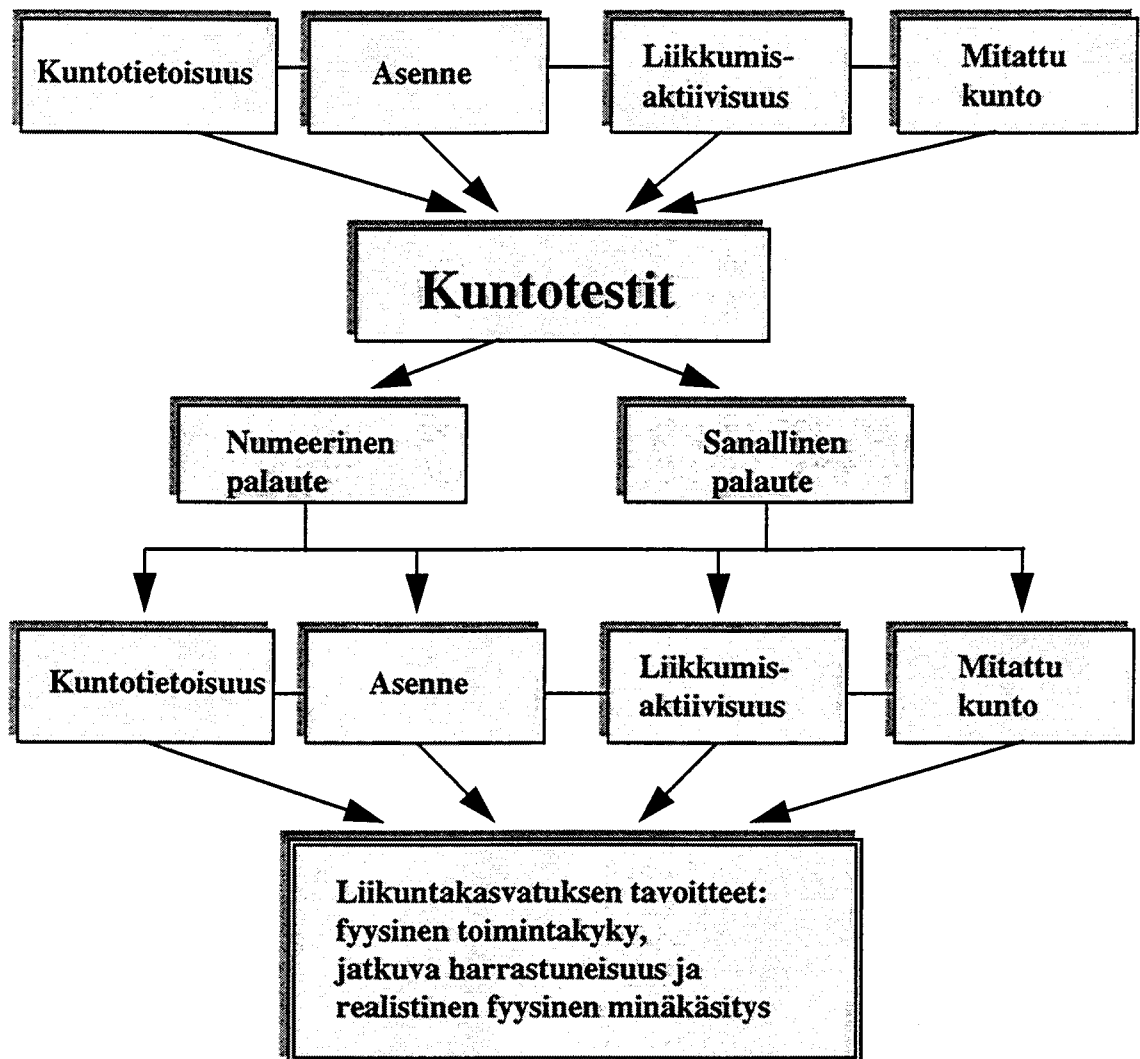 Kuntotietoisuus
Asenne
Liikkumis-
aktiivisuus
Mitattu
kunto
Kuntotestit
Numeerinen
palaute
Sanallinen
palaute
Kuntotietoisuus
Asenne
Liikkumis-
aktiivisuus
Mitattu
kunto
Liikuntakasvatuksen tavoitteet:
fyysinen toimintakyky,
jatkuva harrastuneisuus ja
realistinen fyysinen minäkäsitys